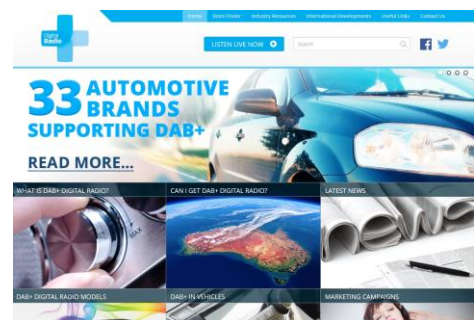 Digital
Radio
Home Room Finder Industry Resources International Developments Useful Links Contact Us
LISTEN LIVE NOW
Search
33 AUTOMOTIVE
BRANDS
SUPPORTING DAB+
READ MORE...
WHAT IS DAB+ DIGITAL RADIO?
CAN I GET DAB+ DIGITAL RADIO?
LATEST NEWS
MAX
DAB+ DIGITAL RADIO MODELS
DAB+ IN VEHICLES
MARKETING CAMPAIGNS